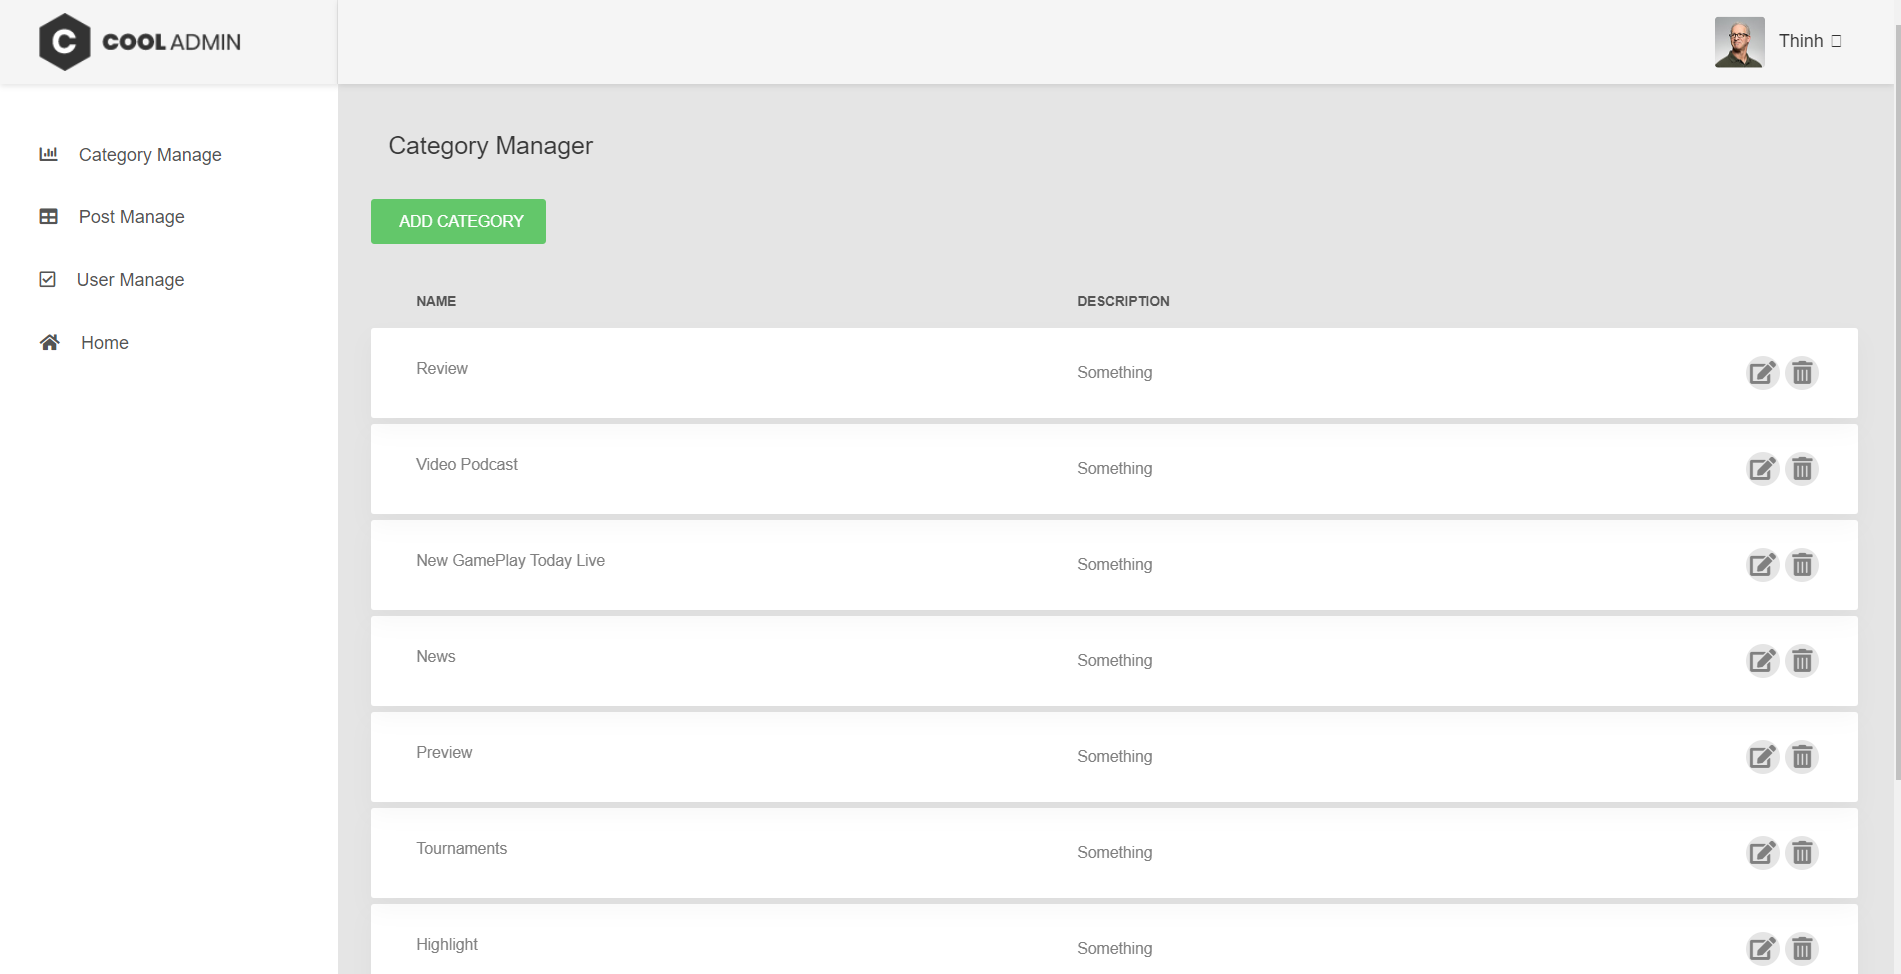 COOL ADMIN
Thinh
Category Manage
Post Manage
User Manage
Home
Category Manager
ADD CATEGORY
NAME DESCRIPTION
Review Something
Video Podcast Something
New GamePlay Today Live Something
News Something
Preview Something
Tournaments Something
Highlight Something